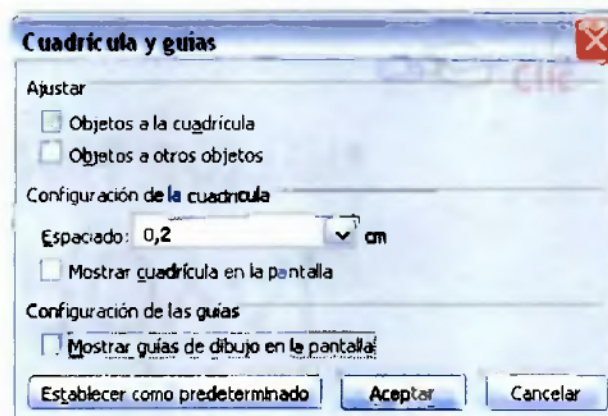 Cuadrícula y guías
Clic
Ajustar
Objetos a la cuadrícula
Objetos a otros objetos
Configuración de la cuadrícula
Espaciado: 0,2 cm
Mostrar cuadrícula en la pantalla
Configuración de las guías
Mostrar guías de dibujo en la pantalla
Establecer como predeterminado Aceptar Cancelar